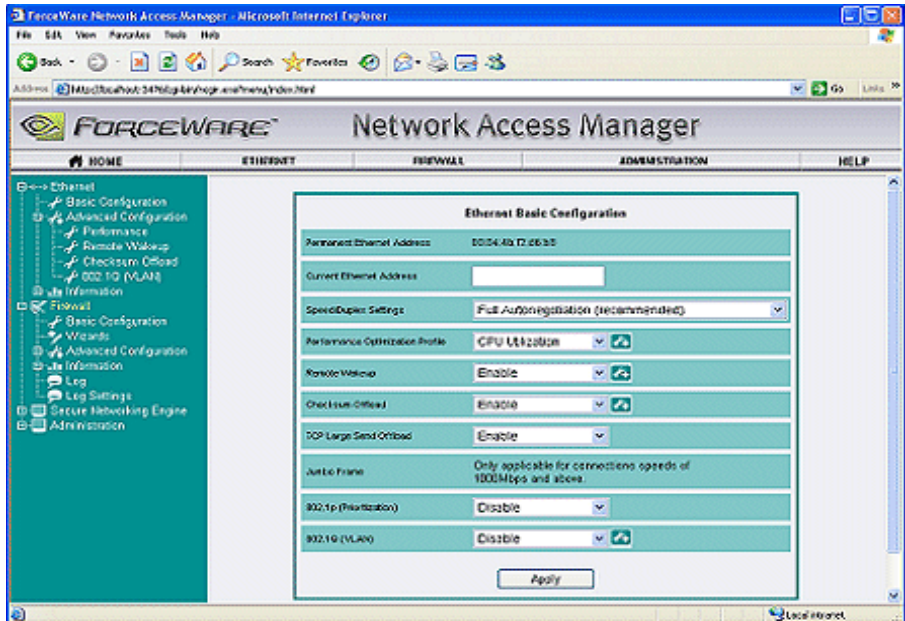 ForceWare Network Access Manager - Microsoft Internet Explorer
File Edit View Favorites Tools Help
Back Search Favorites
Address Go Links
FORCEWARE™ Network Access Manager
HOME ETHERNET FIREWALL ADMINISTRATION HELP
Ethernet
Basic Configuration
Advanced Configuration
Performance
Remote Wakeup
Checksum Offload
802.1Q (VLAN)
Information
Firewall
Basic Configuration
Wizards
Advanced Configuration
Information
Log
Log Settings
Secure Networking Engine
Administration
Ethernet Basic Configuration
Permanent Ethernet Address
Current Ethernet Address
Speed/Duplex Settings Full Autonegotiation (recommended)
Performance Optimization Profile CPU Utilization
Remote Wakeup Enable
Checksum Offload Enable
TCP Large Send Offload Enable
Jumbo Frame Only applicable for connections speeds of
1000Mbps and above.
802.1p (Prioritization) Disable
802.1Q (VLAN) Disable
Apply
Local intranet